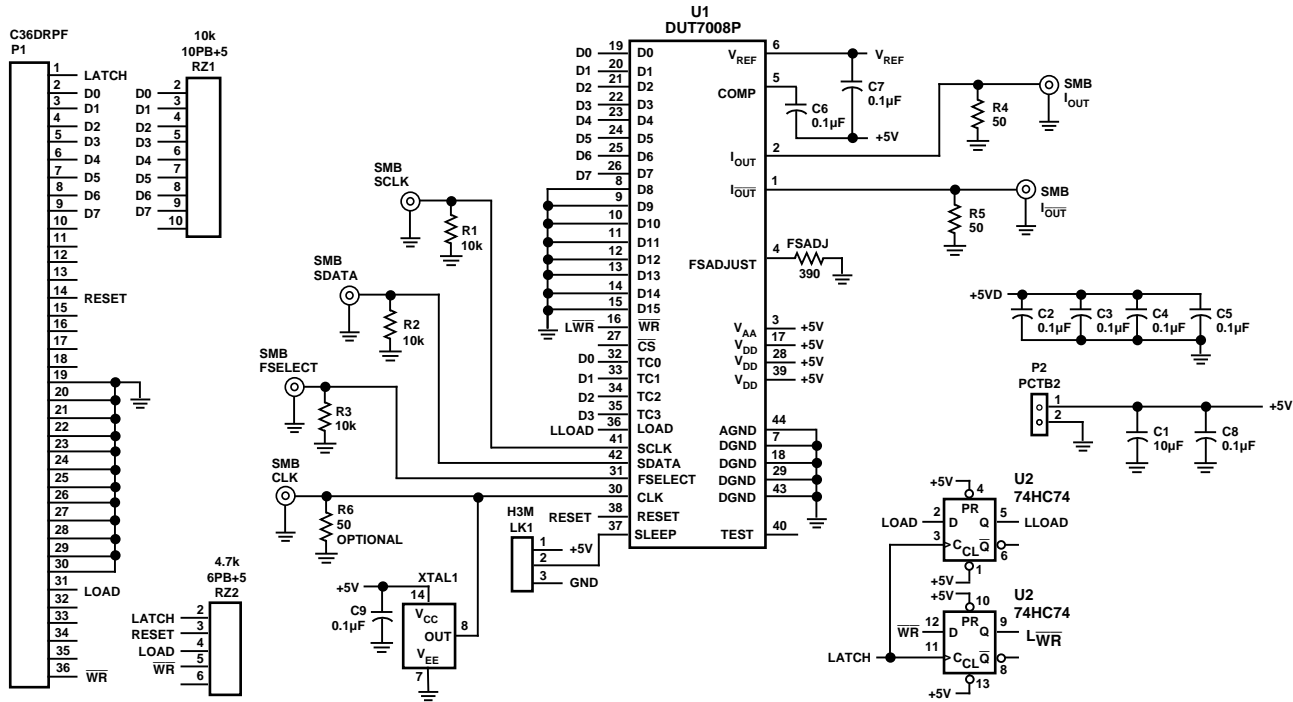 C36DRPF
P1
1 LATCH
2 D0
3 D1
4 D2
5 D3
6 D4
7 D5
8 D6
9 D7
10
11
12
13
14 RESET
15
16
17
18
19
20
21
22
23
24
25
26
27
28
29
30
31 LOAD
32
33
34
35
36 W̅R̅
10k
10PB+5
RZ1
D0 2
D1 3
D2 4
D3 5
D4 6
D5 7
D6 8
D7 9
10
4.7k
6PB+5
RZ2
LATCH 2
RESET 3
LOAD 4
W̅R̅ 5
6
SMB
SCLK
R1
10k
SMB
SDATA
R2
10k
SMB
FSELECT
R3
10k
SMB
CLK
R6
50
OPTIONAL
+5V
C9
0.1µF
XTAL1
14
VCC
OUT 8
VEE
7
H3M
LK1
1 +5V
2
3 GND
U1
DUT7008P
D0 19 D0
D1 20 D1
D2 21 D2
D3 22 D3
D4 23 D4
D5 24 D5
D6 25 D6
D7 26 D7
8 D8
9 D9
10 D10
11 D11
12 D12
13 D13
14 D14
15 D15
LW̅R̅ 16 W̅R̅
27 C̅S̅
D0 32 TC0
D1 33 TC1
D2 34 TC2
D3 35 TC3
LLOAD 36 LOAD
41 SCLK
42 SDATA
31 FSELECT
30 CLK
RESET 38 RESET
37 SLEEP
VREF 6 VREF
COMP 5
C6
0.1µF
C7
0.1µF
+5V
IOUT 2
R4
50
SMB
IOUT
IO̅U̅T̅ 1
R5
50
SMB
IO̅U̅T̅
FSADJUST 4 FSADJ
390
VAA 3 +5V
VDD 17 +5V
VDD 28 +5V
VDD 39 +5V
AGND 44
DGND 7
DGND 18
DGND 29
DGND 43
TEST 40
+5VD
C2
0.1µF
C3
0.1µF
C4
0.1µF
C5
0.1µF
P2
PCTB2
1
2
+5V
C1
10µF
C8
0.1µF
U2
74HC74
+5V 4
PR
LOAD 2 D Q 5 LLOAD
3 C CL Q̅ 6
1
+5V
U2
74HC74
+5V 10
PR
W̅R̅ 12 D Q 9 LW̅R̅
LATCH 11 C CL Q̅ 8
13
+5V